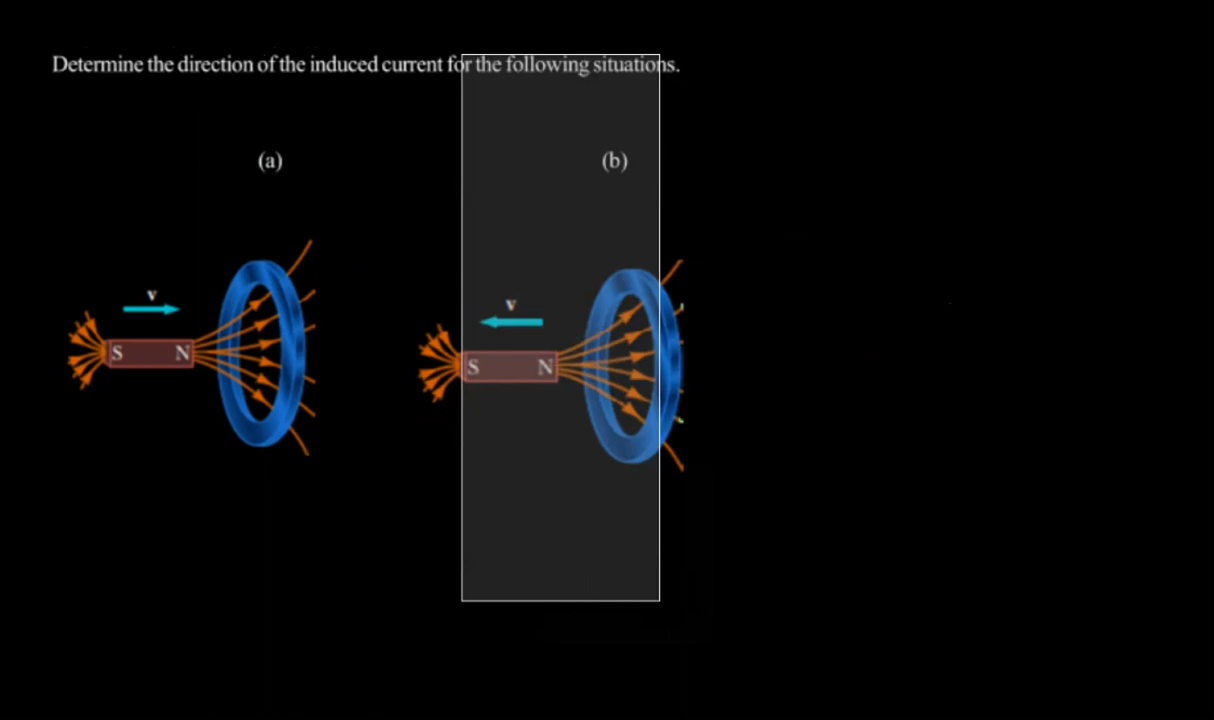 Determine the direction of the induced current for the following situations.
(a)
(b)
v
S N
v
S N